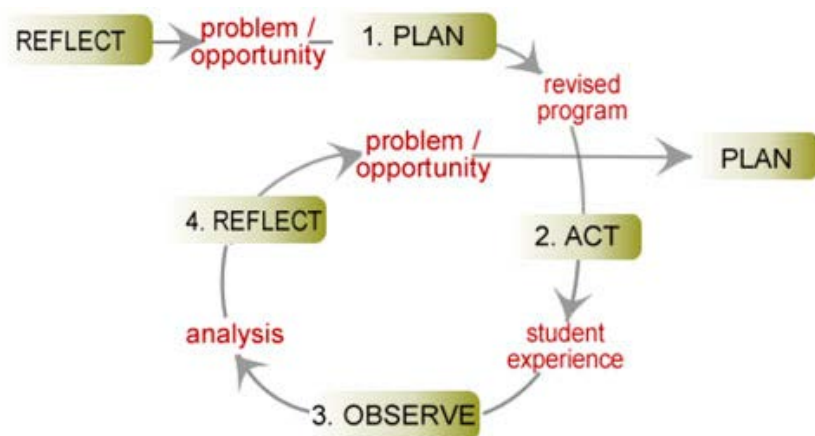 REFLECT
problem /
opportunity
1. PLAN
revised
program
problem /
opportunity
PLAN
4. REFLECT
2. ACT
analysis
student
experience
3. OBSERVE